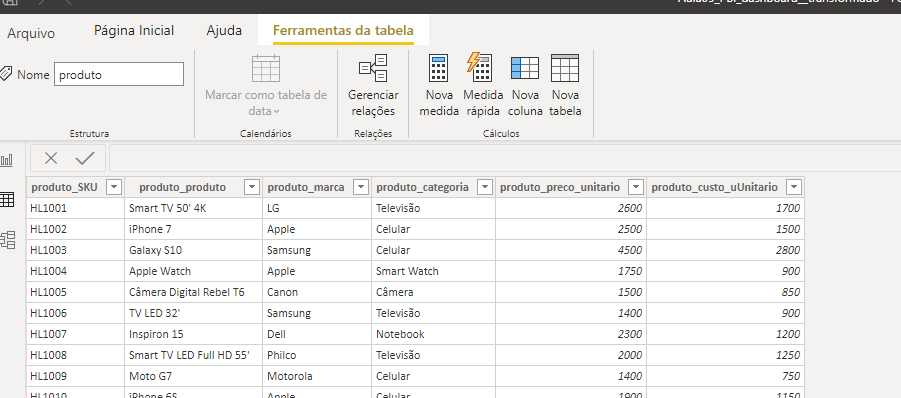 Arquivo
Página Inicial
Ajuda
Ferramentas da tabela
Nome
produto
Marcar como tabela de
data
Gerenciar
relações
Nova
medida
Medida
rápida
Nova
coluna
Nova
tabela
Estrutura
Calendários
Relações
Cálculos
produto_SKU produto_produto produto_marca produto_categoria produto_preco_unitario produto_custo_uUnitario
HL1001 Smart TV 50' 4K LG Televisão 2600 1700
HL1002 iPhone 7 Apple Celular 2500 1500
HL1003 Galaxy S10 Samsung Celular 4500 2800
HL1004 Apple Watch Apple Smart Watch 1750 900
HL1005 Câmera Digital Rebel T6 Canon Câmera 1500 850
HL1006 TV LED 32' Samsung Televisão 1400 900
HL1007 Inspiron 15 Dell Notebook 2300 1200
HL1008 Smart TV LED Full HD 55' Philco Televisão 2000 1250
HL1009 Moto G7 Motorola Celular 1400 750
HL1010 iPhone 6S Apple Celular 1900 1150